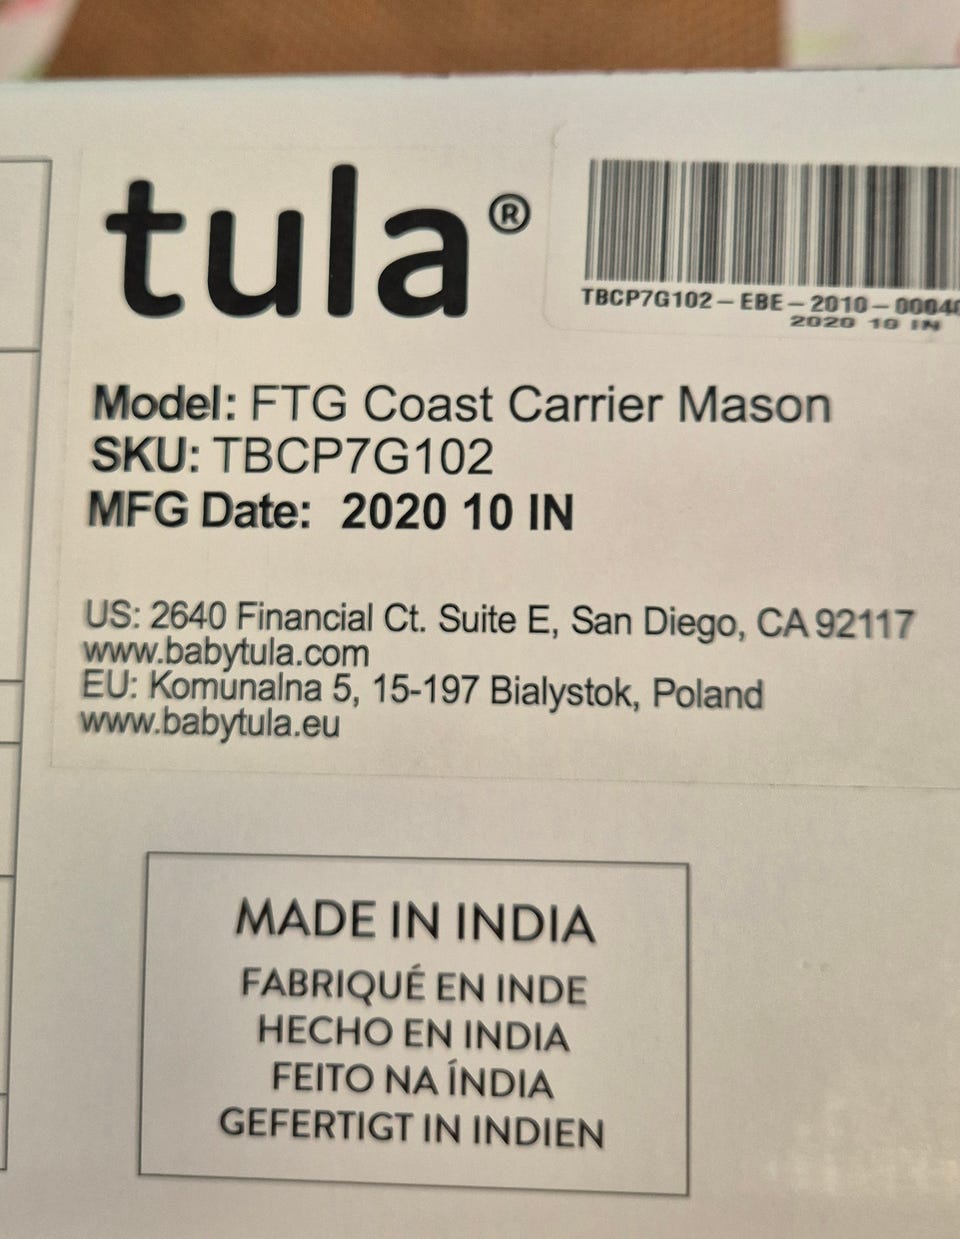 tula®
TBCP7G102-EBE-2010-
2020 10 IN
Model: FTG Coast Carrier Mason
SKU: TBCP7G102
MFG Date: 2020 10 IN
US: 2640 Financial Ct. Suite E, San Diego, CA 92117
www.babytula.com
EU: Komunalna 5, 15-197 Bialystok, Poland
www.babytula.eu
MADE IN INDIA
FABRIQUÉ EN INDE
HECHO EN INDIA
FEITO NA ÍNDIA
GEFERTIGT IN INDIEN